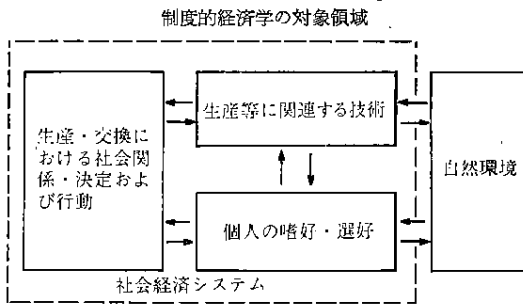 制度的経済学の対象領域
生産・交換に
おける社会関
係・決定およ
び行動
生産等に関連する技術
個人の嗜好・選好
自然環境
社会経済システム